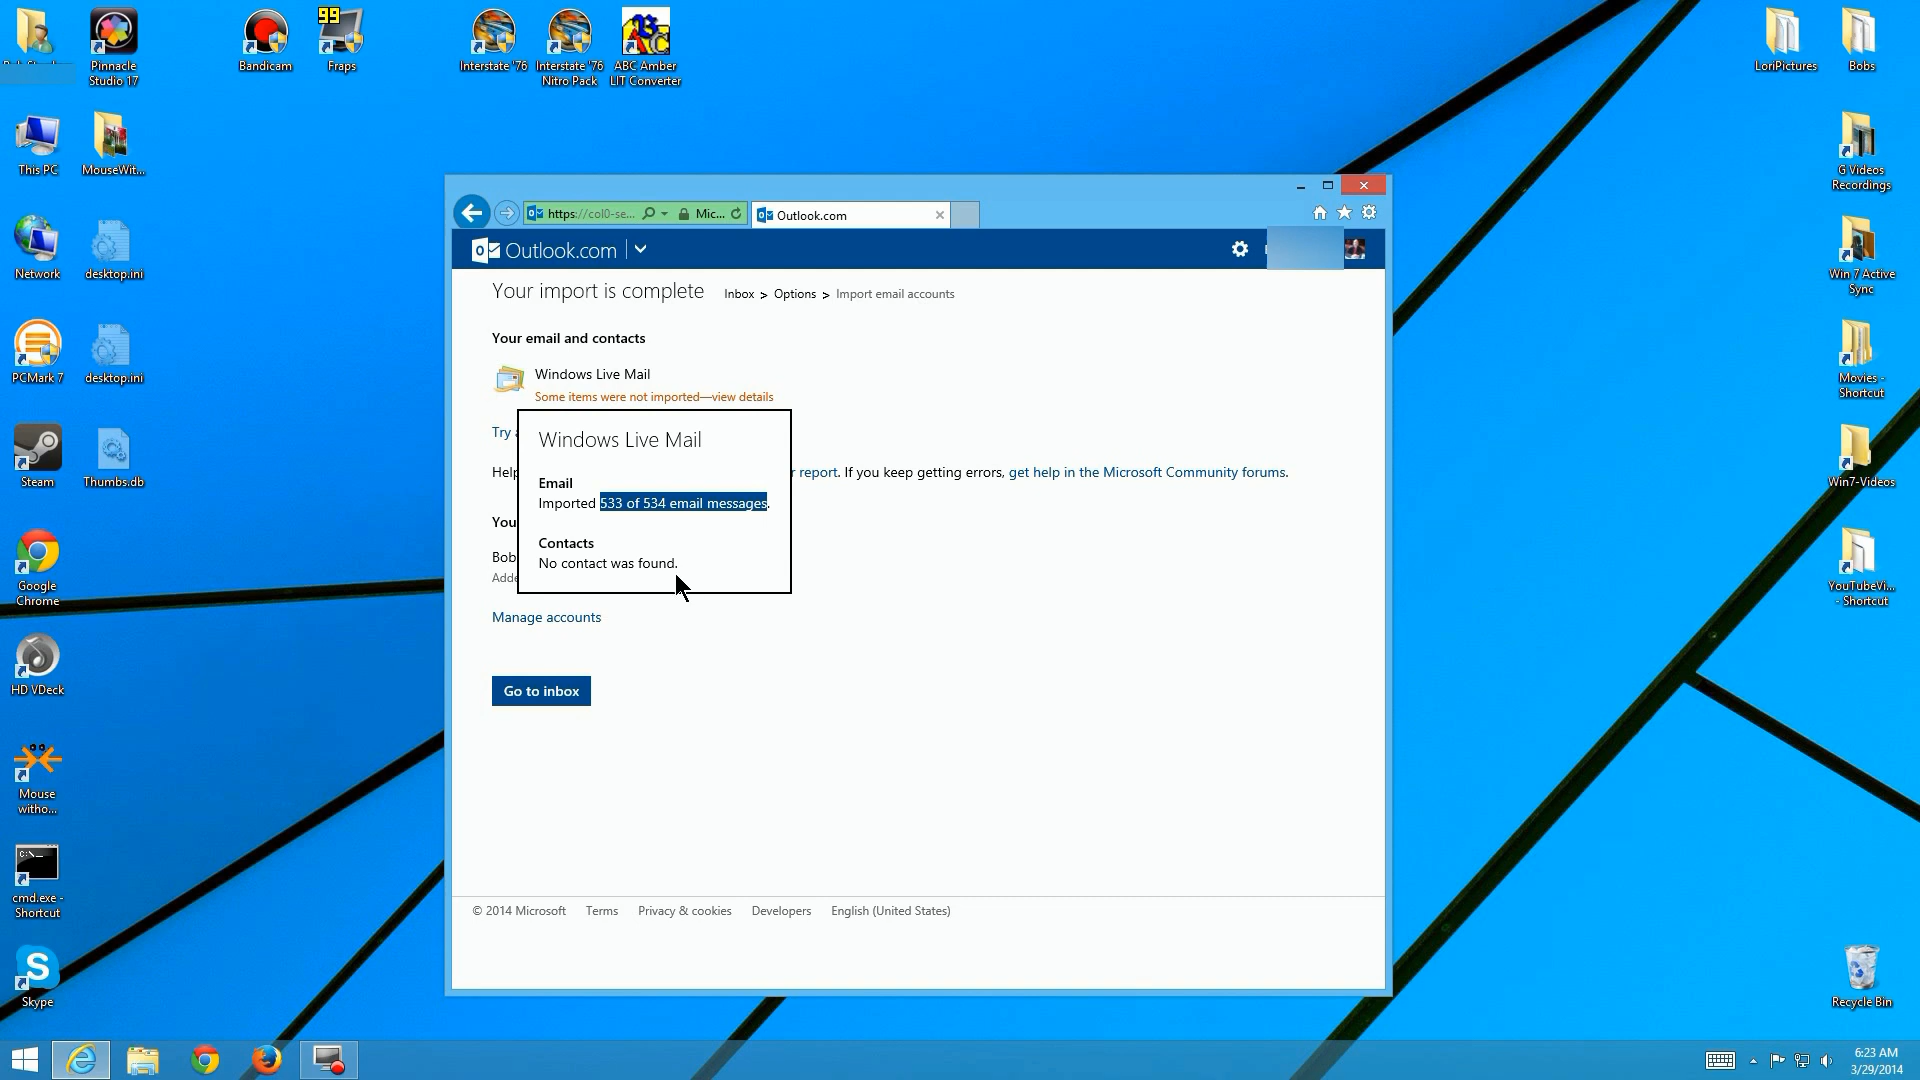 Pinnacle
Studio 17
Bandicam
99
Fraps
Interstate '76
Interstate '76
Nitro Pack
ABC Amber
LIT Converter
LoriPictures
Bobs
This PC
MouseWit...
G Videos
Recordings
Network
desktop.ini
Win 7 Active
Sync
PCMark 7
desktop.ini
Movies -
Shortcut
Steam
Thumbs.db
Win7-Videos
Google
Chrome
YouTubeVi...
- Shortcut
HD VDeck
Mouse
witho...
cmd.exe -
Shortcut
Skype
Recycle Bin
https://col0-se...
Mic...
Outlook.com
Outlook.com
Your import is complete
Inbox > Options > Import email accounts
Your email and contacts
Windows Live Mail
Some items were not imported—view details
Try
Help
r report. If you keep getting errors, get help in the Microsoft Community forums.
Windows Live Mail
Email
Imported 533 of 534 email messages.
Contacts
No contact was found.
You
Bob
Adde
Manage accounts
Go to inbox
© 2014 Microsoft
Terms
Privacy & cookies
Developers
English (United States)
6:23 AM
3/29/2014